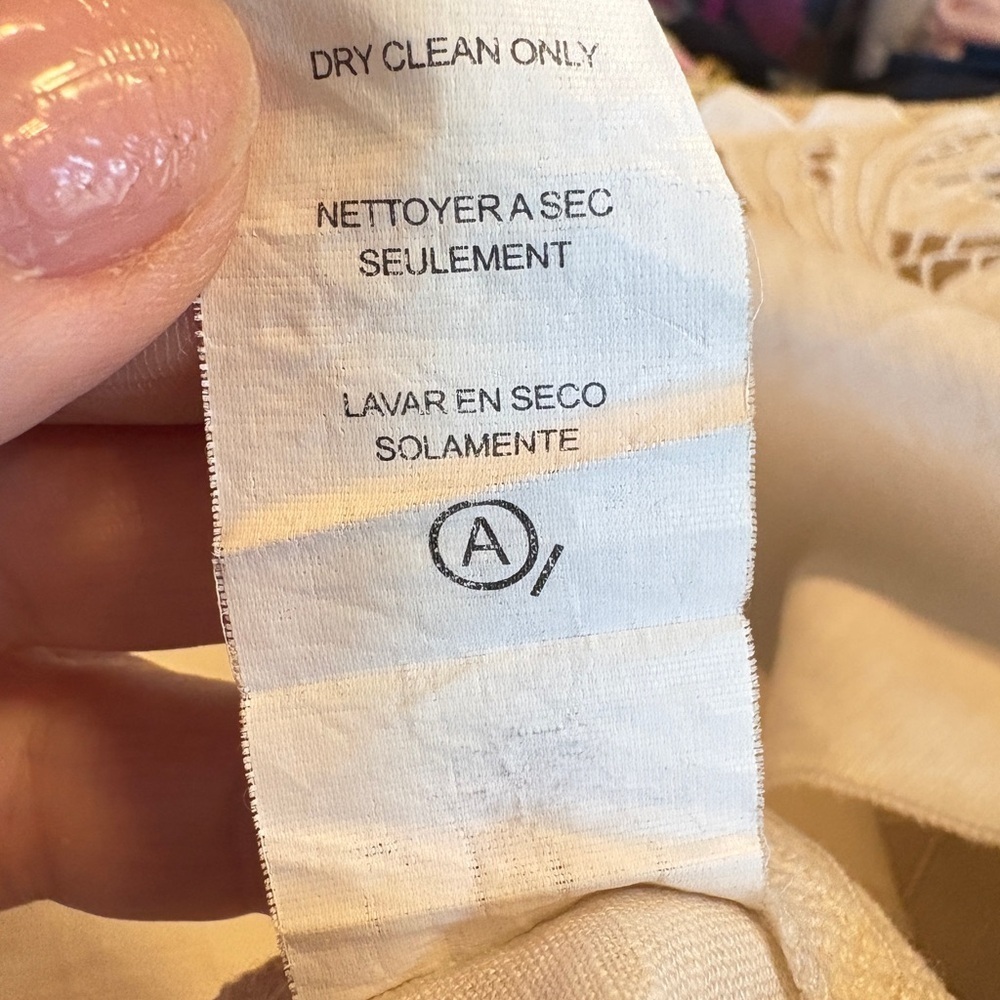 DRY CLEAN ONLY
NETTOYER A SEC
SEULEMENT
LAVAR EN SECO
SOLAMENTE
A